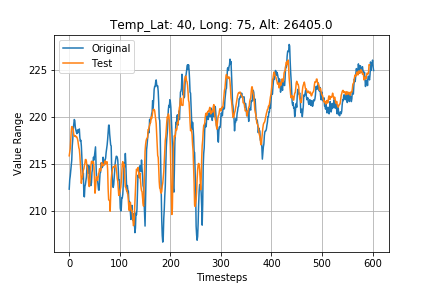 Temp_Lat: 40, Long: 75, Alt: 26405.0
Original
Test
Value Range
225
220
215
210
0 100 200 300 400 500 600
Timesteps